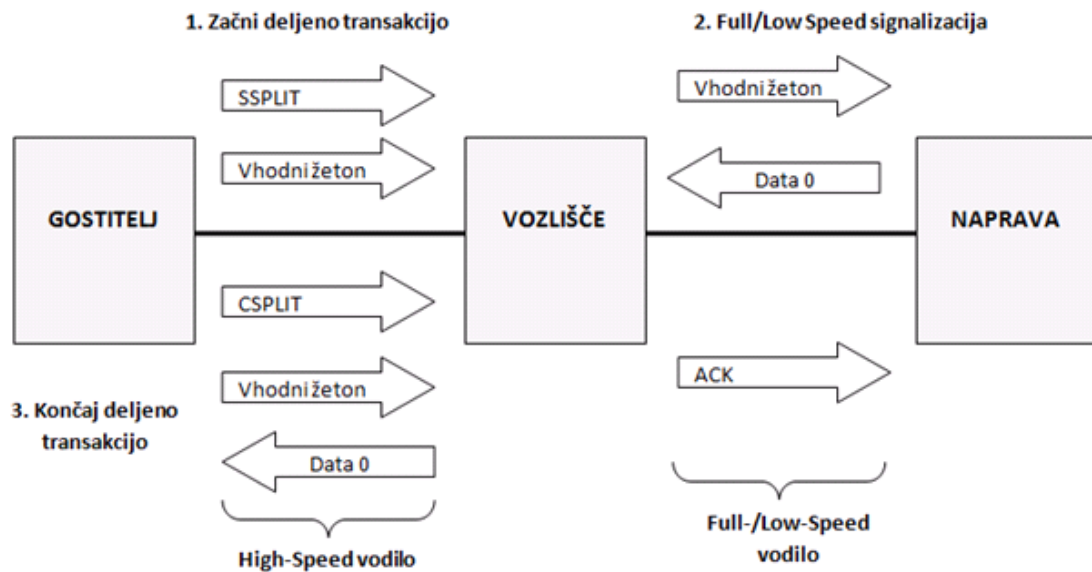 1. Začni deljeno transakcijo
2. Full/Low Speed signalizacija
SSPLIT
Vhodni žeton
Vhodni žeton
Data 0
GOSTITELJ
VOZLIŠČE
NAPRAVA
CSPLIT
Vhodni žeton
ACK
3. Končaj deljeno
transakcijo
Data 0
High-Speed vodilo
Full-/Low-Speed
vodilo